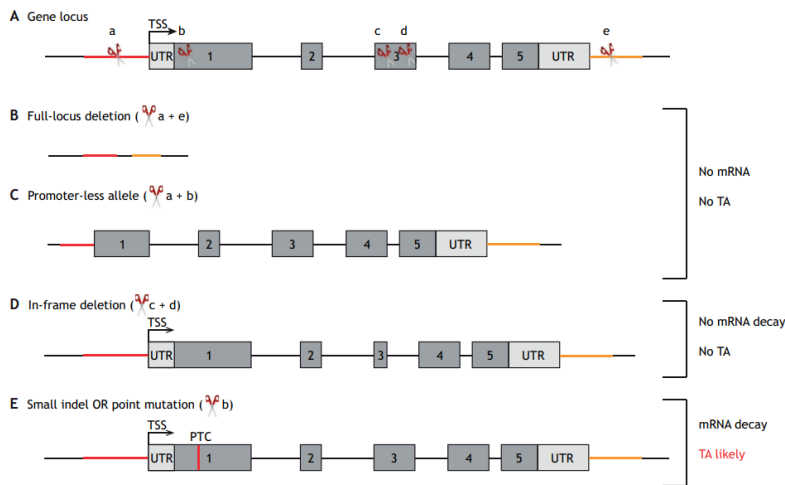 A Gene locus
a b c d e
TSS
UTR 1 2 3 4 5 UTR
B Full-locus deletion ( a + e)
No mRNA
No TA
C Promoter-less allele ( a + b)
1 2 3 4 5 UTR
D In-frame deletion ( c + d)
TSS
UTR 1 2 3 4 5 UTR
No mRNA decay
No TA
E Small indel OR point mutation ( b)
TSS
PTC
UTR 1 2 3 4 5 UTR
mRNA decay
TA likely